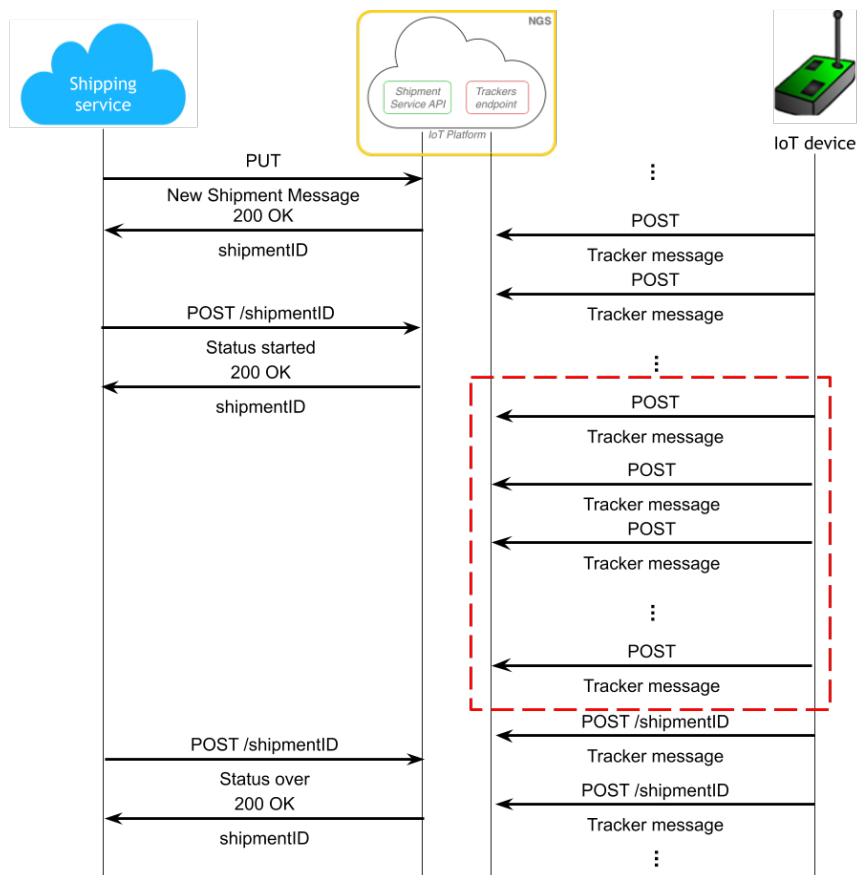 NGS
Shipping
service
Shipment
Service API
Trackers
endpoint
IoT Platform
IoT device
PUT
New Shipment Message
200 OK
shipmentID
POST /shipmentID
Status started
200 OK
shipmentID
POST /shipmentID
Status over
200 OK
shipmentID
...
POST
Tracker message
POST
Tracker message
...
POST
Tracker message
POST
Tracker message
POST
Tracker message
...
POST
Tracker message
POST /shipmentID
Tracker message
POST /shipmentID
Tracker message
...